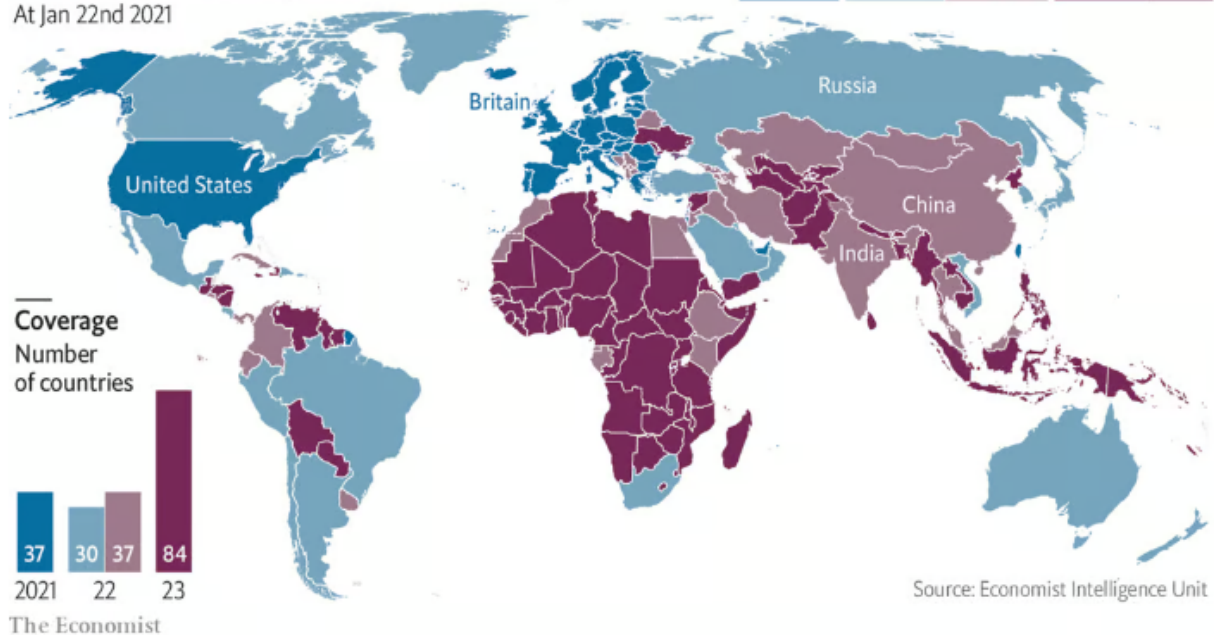 At Jan 22nd 2021
Russia
Britain
United States
China
India
Coverage
Number
of countries
37 30 37 84
2021 22 23
Source: Economist Intelligence Unit
The Economist